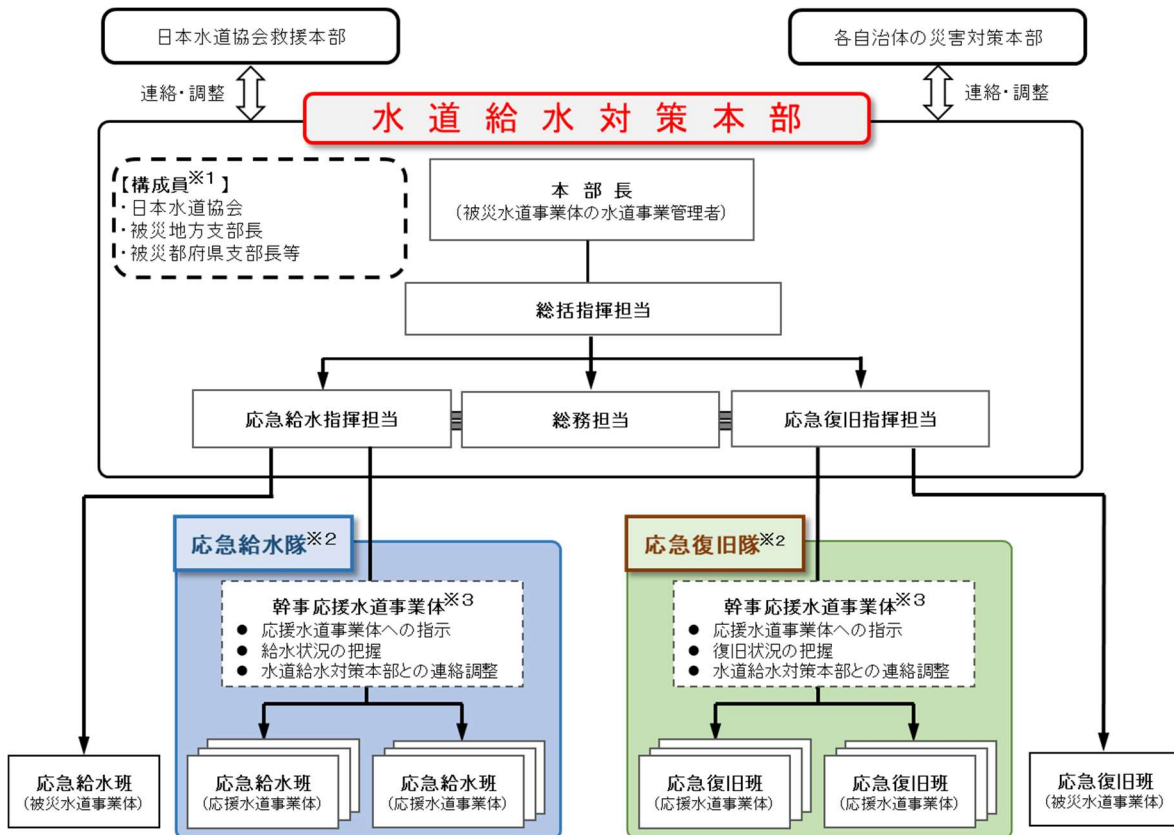 日本水道協会救援本部
各自治体の災害対策本部
連絡・調整
連絡・調整
水道給水対策本部
【構成員※1】
・日本水道協会
・被災地方支部長
・被災都府県支部長等
本部長
(被災水道事業体の水道事業管理者)
総括指揮担当
応急給水指揮担当
総務担当
応急復旧指揮担当
応急給水隊※2
応急復旧隊※2
幹事応援水道事業体※3
● 応援水道事業体への指示
● 給水状況の把握
● 水道給水対策本部との連絡調整
幹事応援水道事業体※3
● 応援水道事業体への指示
● 復旧状況の把握
● 水道給水対策本部との連絡調整
応急給水班
(被災水道事業体)
応急給水班
(応援水道事業体)
応急給水班
(応援水道事業体)
応急復旧班
(応援水道事業体)
応急復旧班
(応援水道事業体)
応急復旧班
(被災水道事業体)